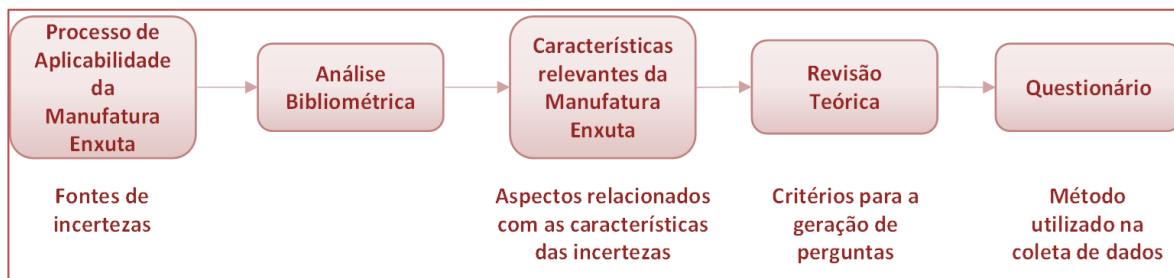 Processo de
Aplicabilidade
da
Manufatura
Enxuta
Análise
Bibliométrica
Características
relevantes da
Manufatura
Enxuta
Revisão
Teórica
Questionário
Fontes de
incertezas
Aspectos relacionados
com as características
das incertezas
Critérios para a
geração de
perguntas
Método
utilizado na
coleta de dados